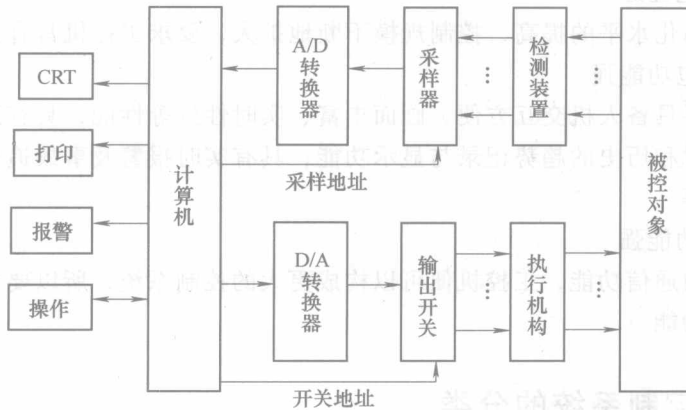 CRT
打印
报警
操作
计算机
A/D
转换器
采样器
检测装置
被控对象
采样地址
D/A
转换器
输出开关
执行机构
开关地址